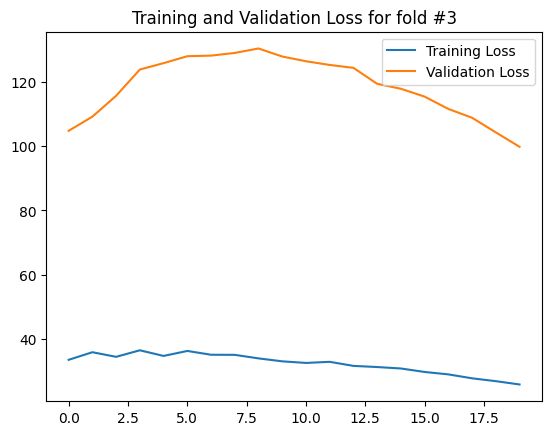 Training and Validation Loss for fold #3
Training Loss
Validation Loss
120
100
80
60
40
0.0 2.5 5.0 7.5 10.0 12.5 15.0 17.5